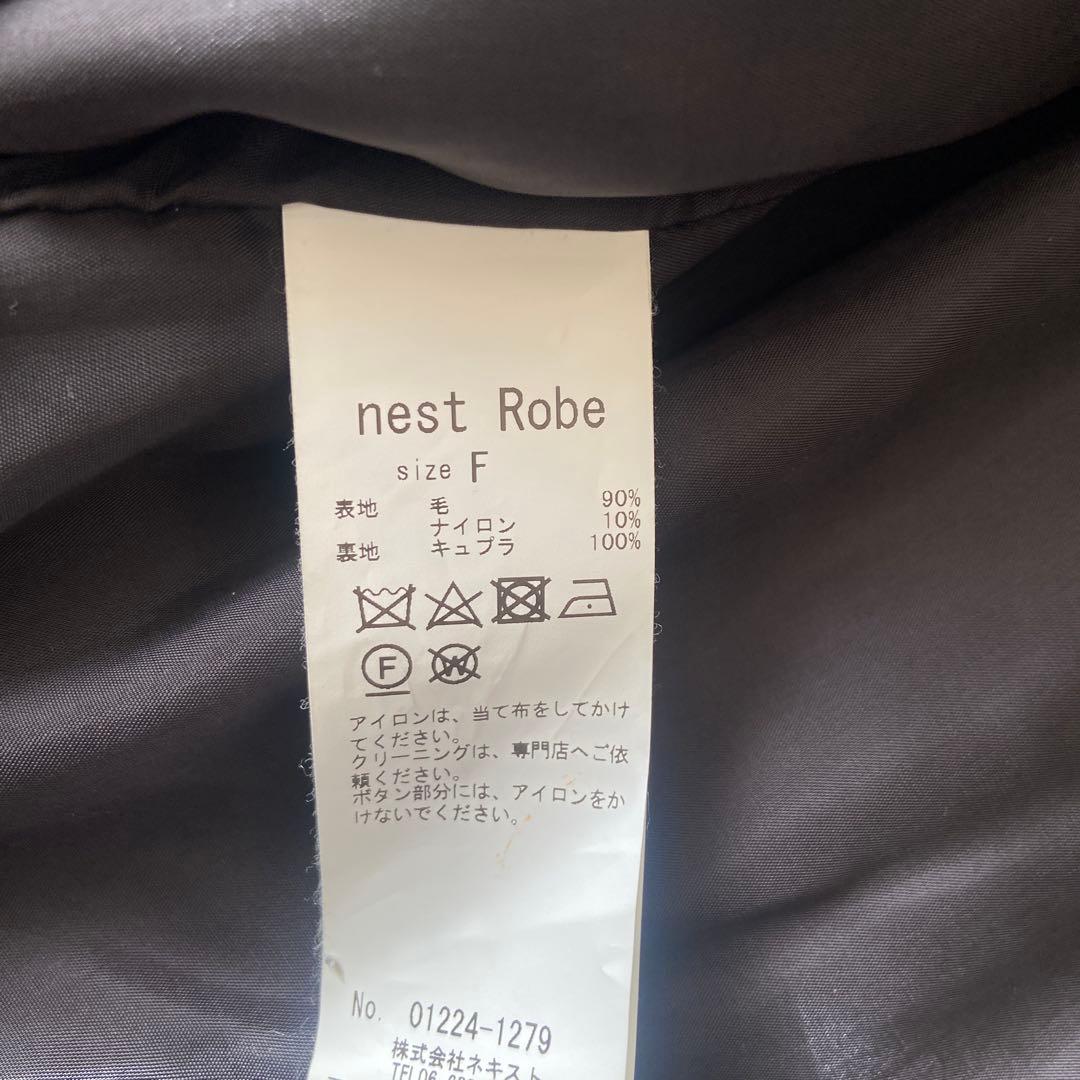 nest Robe
size F
表地 毛 90%
ナイロン 10%
裏地 キュプラ 100%
F W
アイロンは、当て布をしてかけ
てください。
クリーニングは、専門店へご依
頼ください。
ボタン部分には、アイロンをか
けないでください。
No. 01224-1279
株式会社ネキスト
TEL06